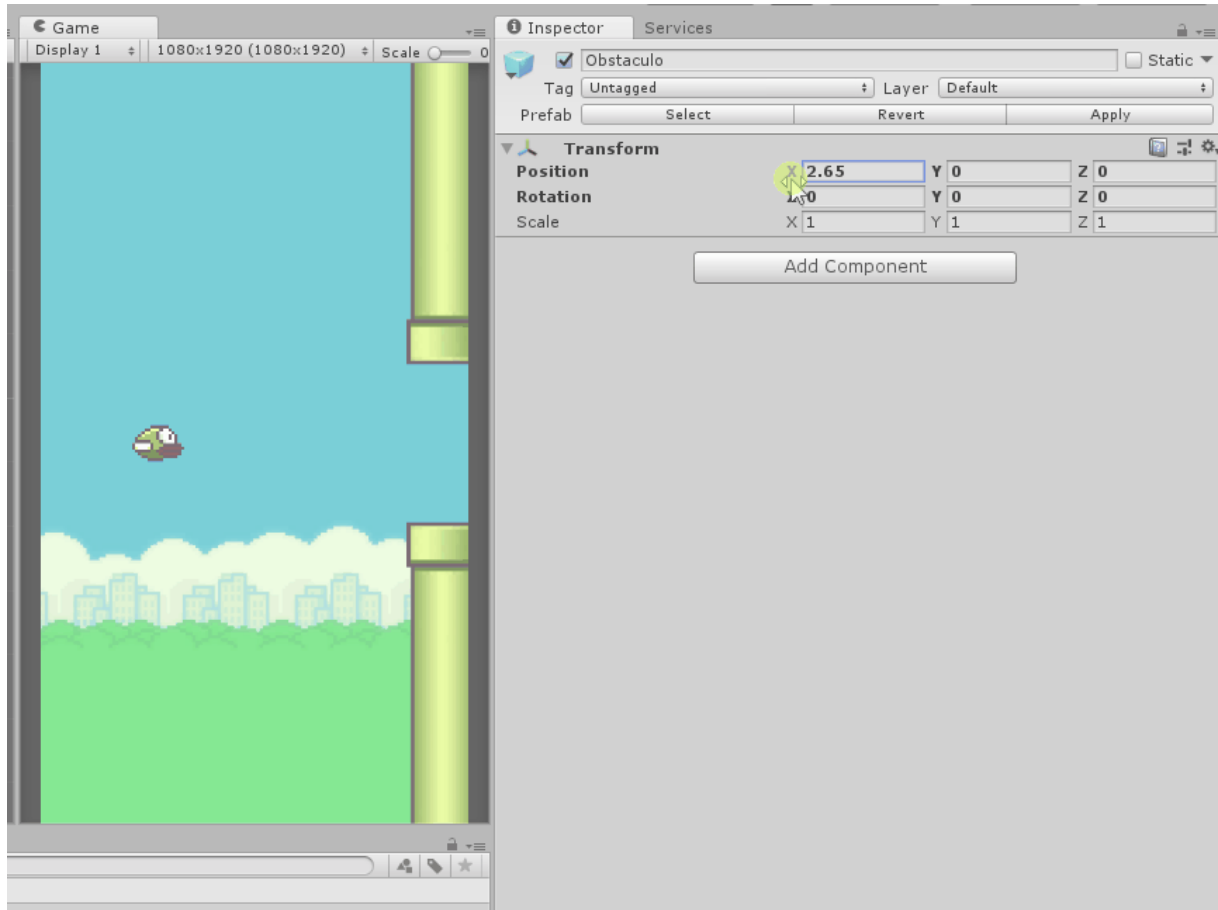 Game
Display 1 1080x1920 (1080x1920) Scale 0
Inspector Services
Obstaculo Static
Tag Untagged Layer Default
Prefab Select Revert Apply
Transform
Position X 2.65 Y 0 Z 0
Rotation 0 Y 0 Z 0
Scale X 1 Y 1 Z 1
Add Component